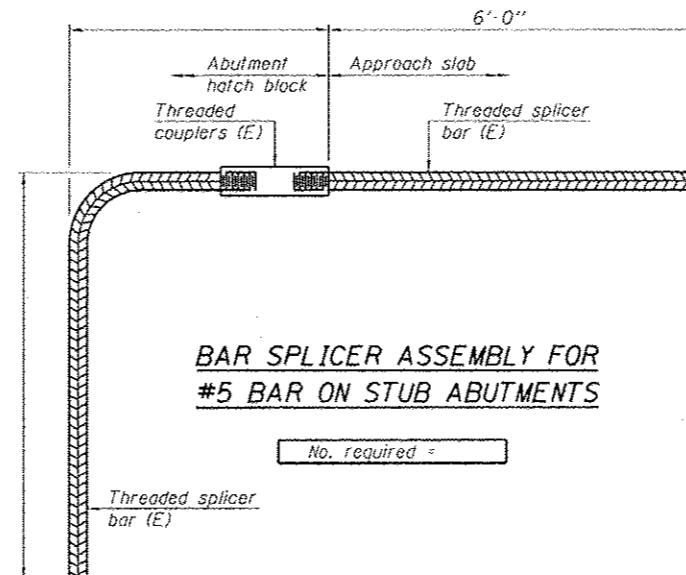 6'-0"
Abutment
hatch block
Approach slab
Threaded
couplers (E)
Threaded splicer
bar (E)
BAR SPLICER ASSEMBLY FOR
#5 BAR ON STUB ABUTMENTS
No. required =
Threaded splicer
bar (E)